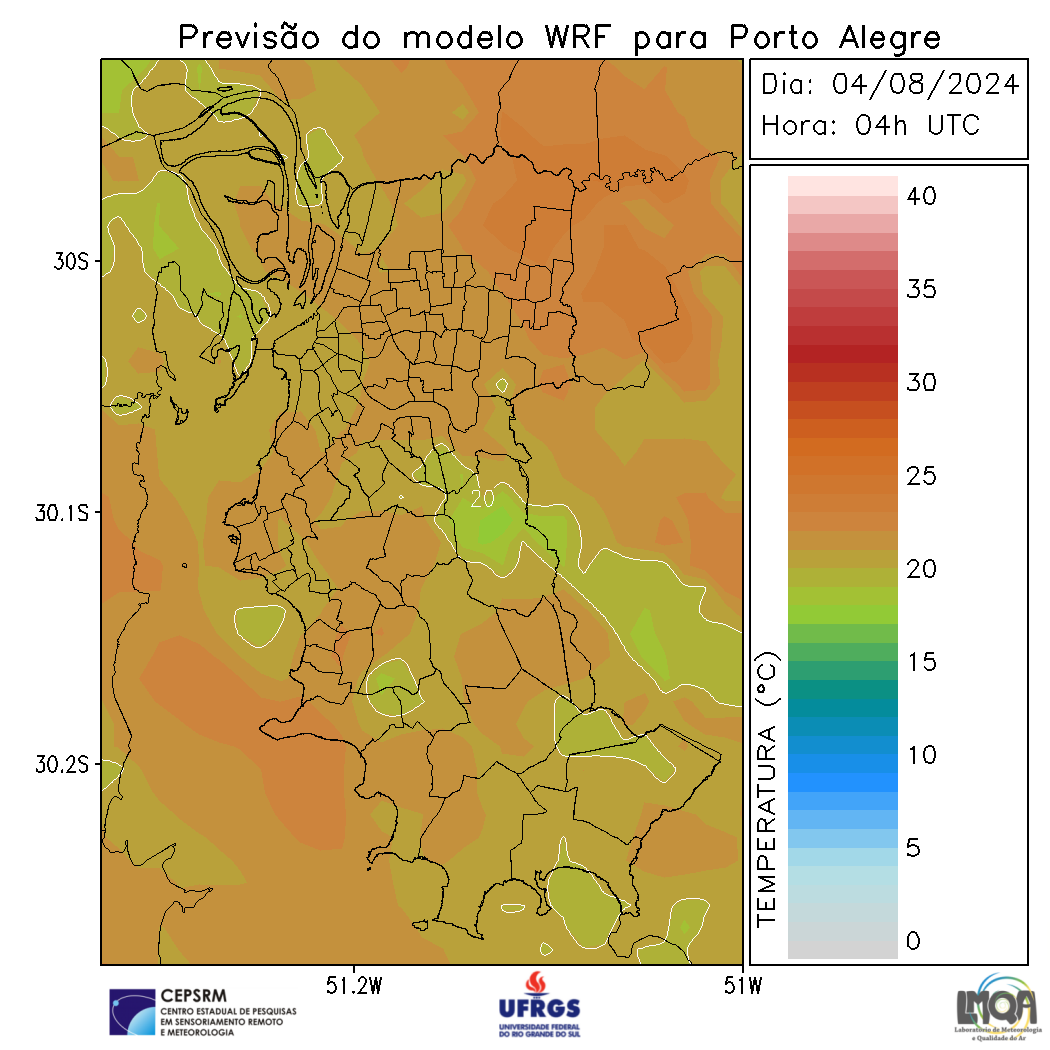 Previsão do modelo WRF para Porto Alegre
Dia: 04/08/2024
Hora: 04h UTC
40
35
30
25
20
15
10
5
0
TEMPERATURA (°C)
30S
30.1S
30.2S
20
51.2W
51W
CEPSRM
CENTRO ESTADUAL DE PESQUISAS
EM SENSORIAMENTO REMOTO
E METEOROLOGIA
UFRGS
UNIVERSIDADE FEDERAL
DO RIO GRANDE DO SUL
LMQA
Laboratório de Meteorologia
e Qualidade do Ar